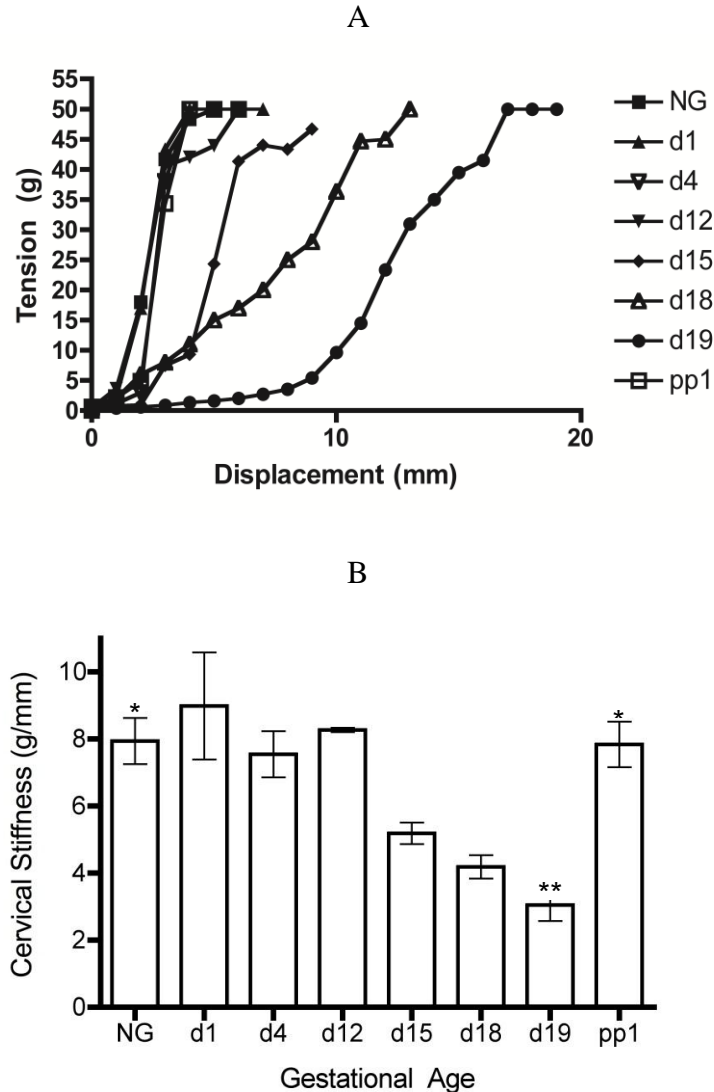 A
55
50
45
40
35
30
25
20
15
10
5
0
Tension (g)
0 10 20
Displacement (mm)
NG
d1
d4
d12
d15
d18
d19
pp1
B
Cervical Stiffness (g/mm)
10
8
6
4
2
0
*
**
*
NG d1 d4 d12 d15 d18 d19 pp1
Gestational Age